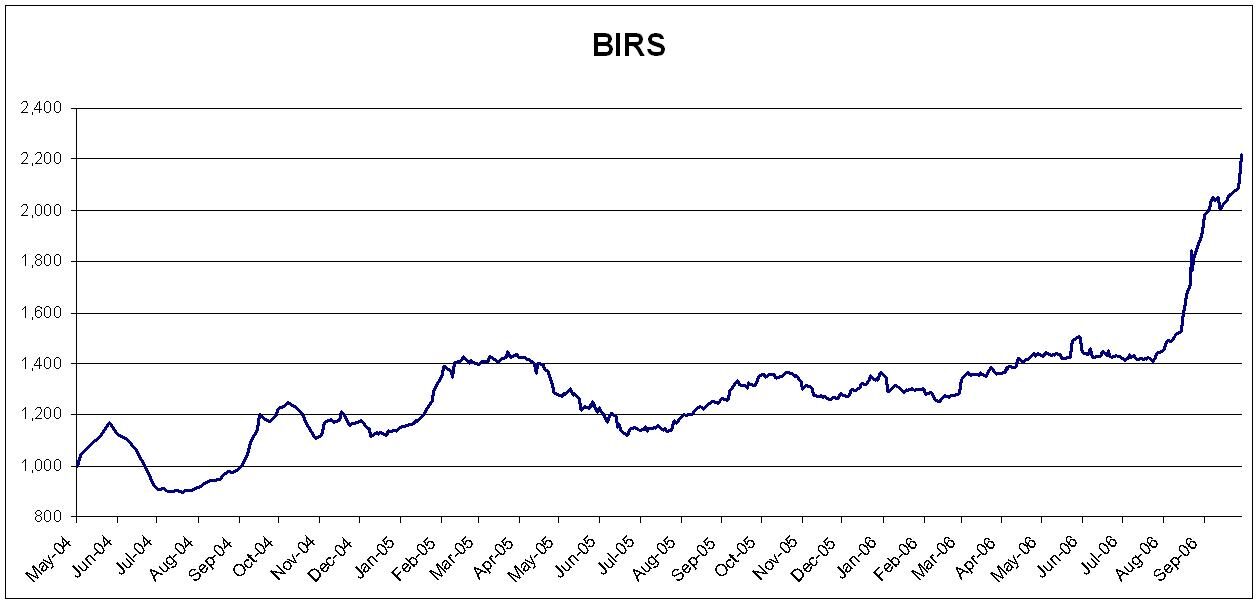 BIRS
2,400
2,200
2,000
1,800
1,600
1,400
1,200
1,000
800
May-04
Jun-04
Jul-04
Aug-04
Sep-04
Oct-04
Nov-04
Dec-04
Jan-05
Feb-05
Mar-05
Apr-05
May-05
Jun-05
Jul-05
Aug-05
Sep-05
Oct-05
Nov-05
Dec-05
Jan-06
Feb-06
Mar-06
Apr-06
May-06
Jun-06
Jul-06
Aug-06
Sep-06